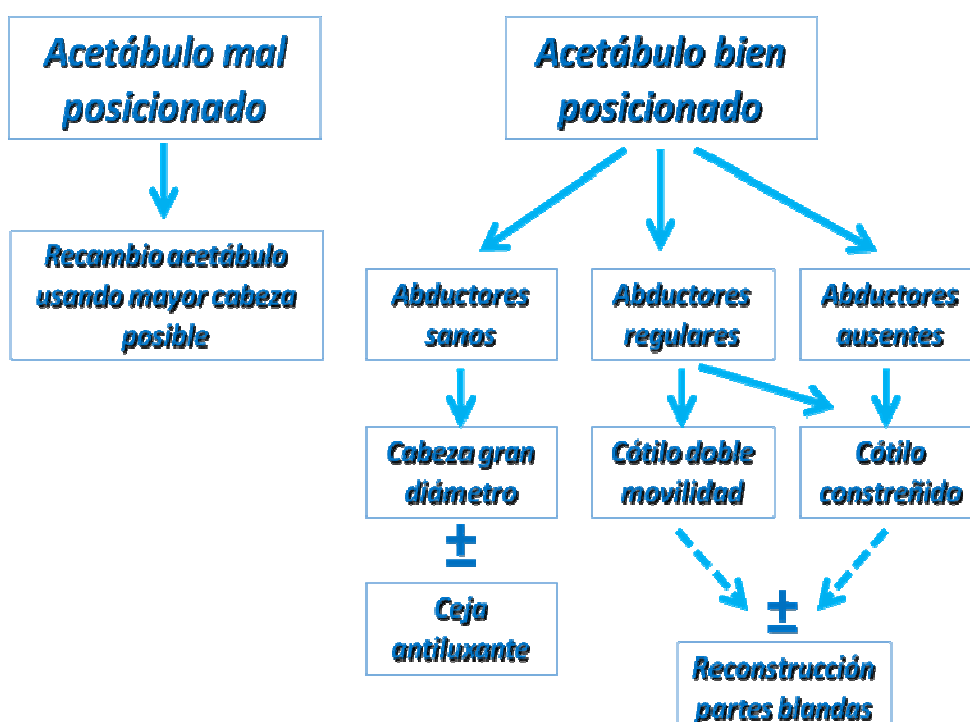 Acetábulo mal
posicionado
Acetábulo bien
posicionado
Recambio acetábulo
usando mayor cabeza
posible
Abductores
sanos
Abductores
regulares
Abductores
ausentes
Cabeza gran
diámetro
Cótilo doble
movilidad
Cótilo
constreñido
±
Ceja
antiluxante
±
Reconstrucción
partes blandas